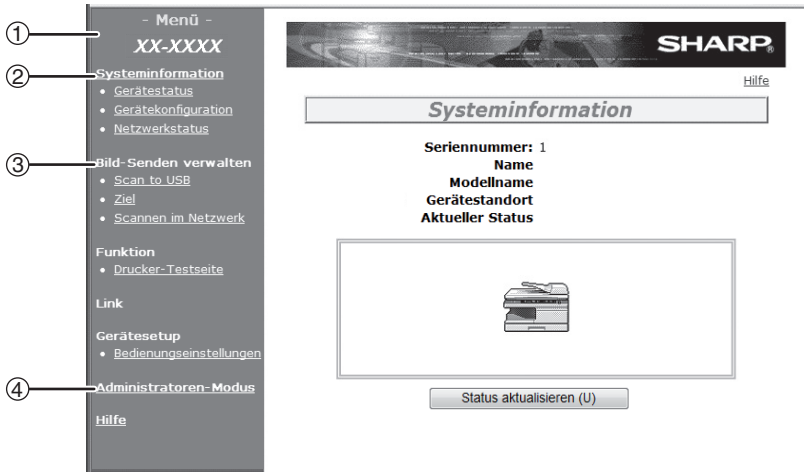 ① - Menü -
XX-XXXX
② Systeminformation
• Gerätestatus
• Gerätekonfiguration
• Netzwerkstatus
③ Bild-Senden verwalten
• Scan to USB
• Ziel
• Scannen im Netzwerk
Funktion
• Drucker-Testseite
Link
Gerätesetup
• Bedienungseinstellungen
④ Administratoren-Modus
Hilfe
SHARP®
Hilfe
Systeminformation
Seriennummer: 1
Name
Modellname
Gerätestandort
Aktueller Status
Status aktualisieren (U)